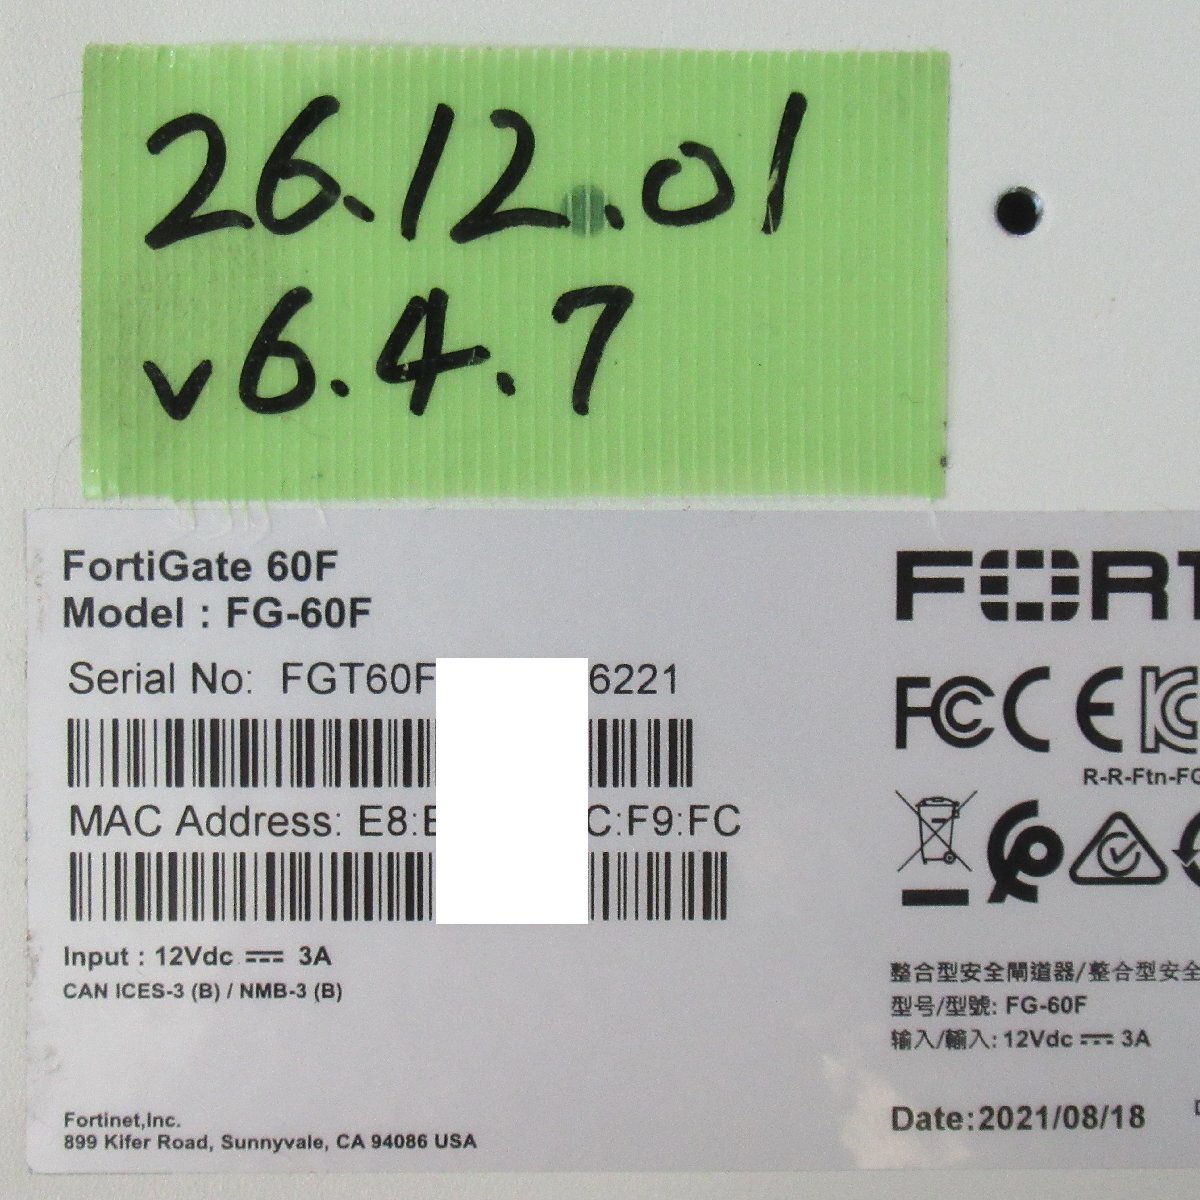 26.12.01
v6.4.7
FortiGate 60F
Model : FG-60F
Serial No: FGT60F 6221
MAC Address: E8: C:F9:FC
Input : 12Vdc ⎓ 3A
CAN ICES-3 (B) / NMB-3 (B)
Fortinet,Inc.
899 Kifer Road, Sunnyvale, CA 94086 USA
FORT
FC CE
R-R-Ftn-FG
整合型安全閘道器/整合型安全
型号/型號: FG-60F
输入/輸入: 12Vdc ⎓ 3A
Date:2021/08/18